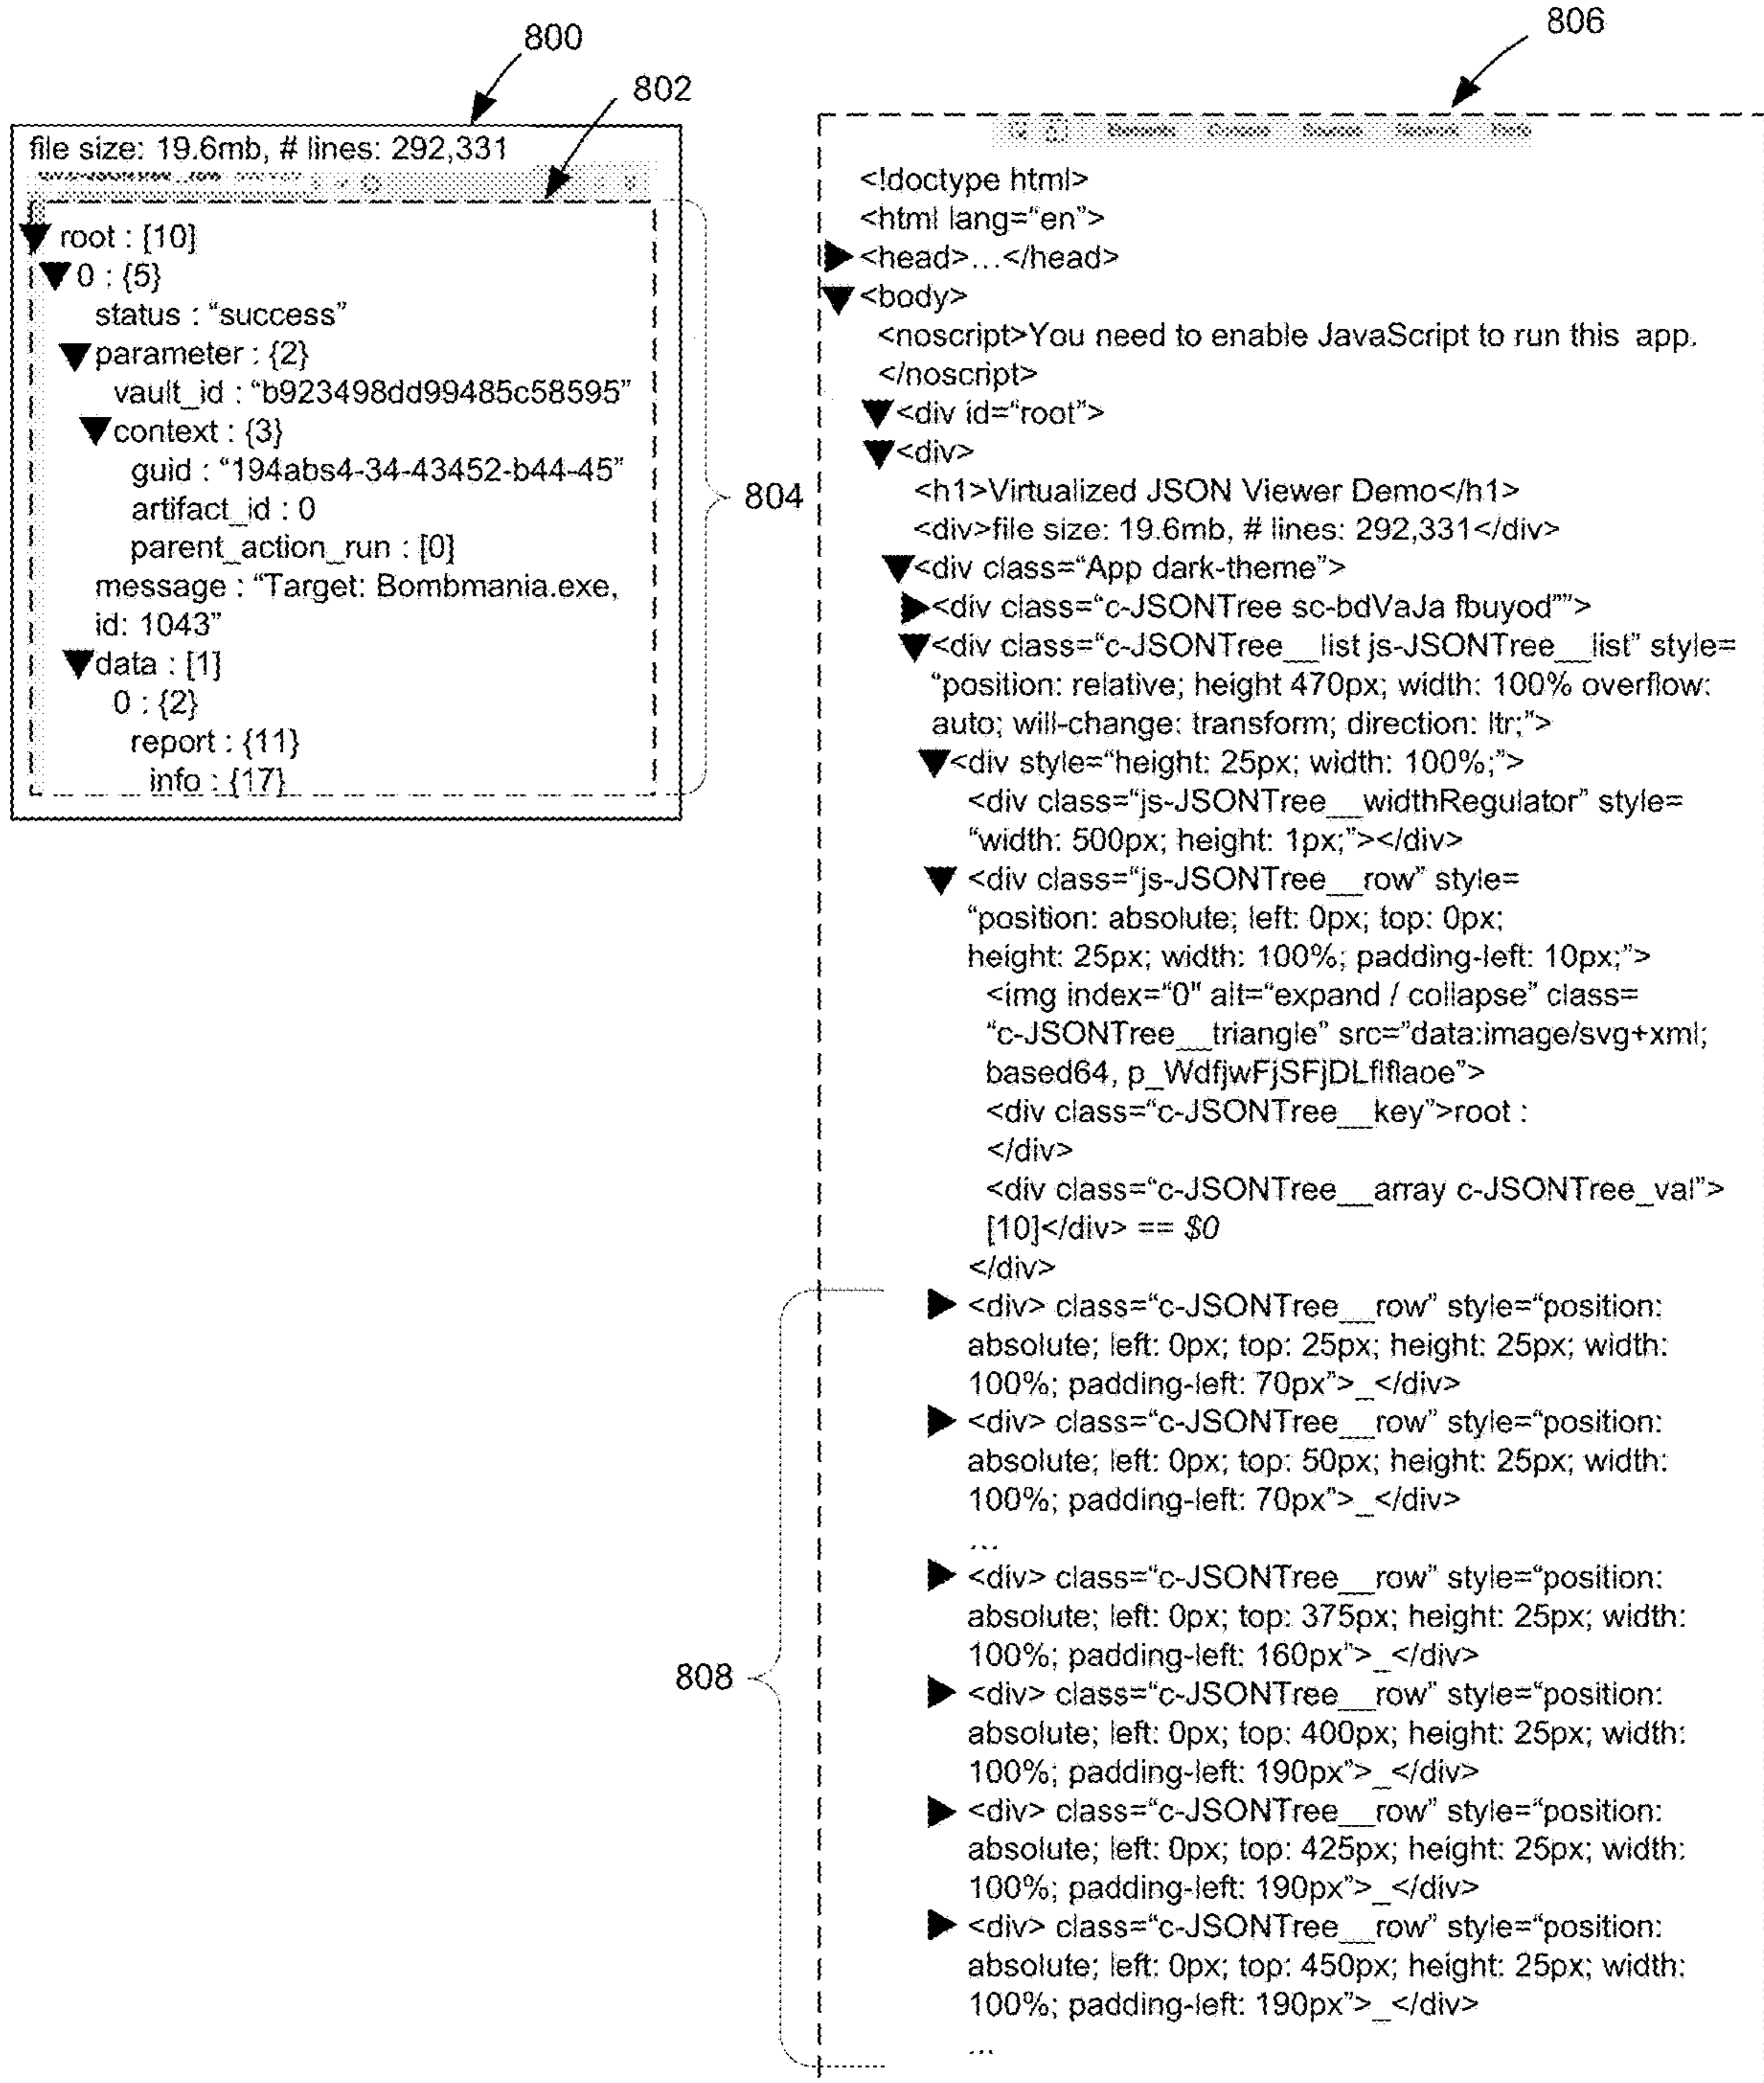 800
802
file size: 19.6mb, # lines: 292,331
root : [10]
0 : {5}
status : “success”
parameter : {2}
vault_id : “b923498dd99485c58595”
context : {3}
guid : “194abs4-34-43452-b44-45”
artifact_id : 0
parent_action_run : [0]
message : “Target: Bombmania.exe,
id: 1043”
data : [1]
0 : {2}
report : {11}
info : {17}
804
806
<!doctype html>
<html lang=“en”>
<head>...</head>
<body>
<noscript>You need to enable JavaScript to run this app.
</noscript>
<div id=“root”>
<div>
<h1>Virtualized JSON Viewer Demo</h1>
<div>file size: 19.6mb, # lines: 292,331</div>
<div class=“App dark-theme”>
<div class=“c-JSONTree sc-bdVaJa fbuyod””>
<div class=“c-JSONTree__list js-JSONTree__list” style=
“position: relative; height 470px; width: 100% overflow:
auto; will-change: transform; direction: ltr;”>
<div style=“height: 25px; width: 100%;”>
<div class=“js-JSONTree__widthRegulator” style=
“width: 500px; height: 1px;”></div>
<div class=“js-JSONTree__row” style=
“position: absolute; left: 0px; top: 0px;
height: 25px; width: 100%; padding-left: 10px;”>
<img index=“0" alt=“expand / collapse” class=
“c-JSONTree__triangle” src=”data:image/svg+xml;
based64, p_WdfjwFjSFjDLflflaoe”>
<div class=“c-JSONTree__key”>root :
</div>
<div class=“c-JSONTree__array c-JSONTree_val”>
[10]</div> == $0
</div>
808
<div> class=“c-JSONTree__row” style=“position:
absolute; left: 0px; top: 25px; height: 25px; width:
100%; padding-left: 70px”>_</div>
<div> class=“c-JSONTree__row” style=“position:
absolute; left: 0px; top: 50px; height: 25px; width:
100%; padding-left: 70px”>_</div>
...
<div> class=“c-JSONTree__row” style=“position:
absolute; left: 0px; top: 375px; height: 25px; width:
100%; padding-left: 160px”>_</div>
<div> class=“c-JSONTree__row” style=“position:
absolute; left: 0px; top: 400px; height: 25px; width:
100%; padding-left: 190px”>_</div>
<div> class=“c-JSONTree__row” style=“position:
absolute; left: 0px; top: 425px; height: 25px; width:
100%; padding-left: 190px”>_</div>
<div> class=“c-JSONTree__row” style=“position:
absolute; left: 0px; top: 450px; height: 25px; width:
100%; padding-left: 190px”>_</div>
...